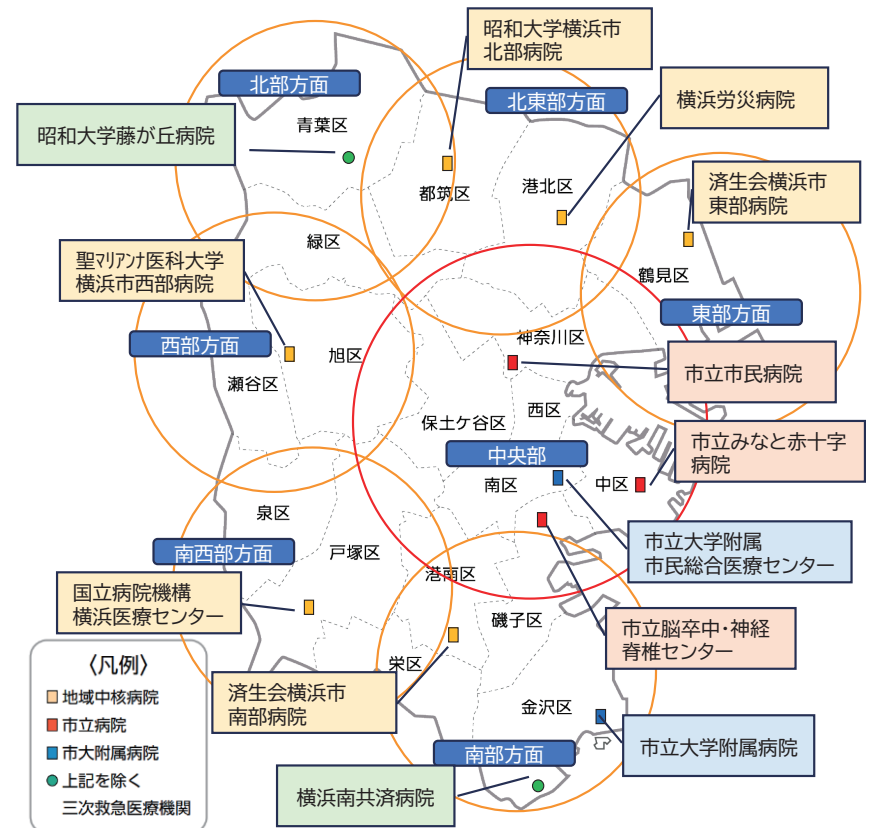 昭和大学横浜市
北部病院
北部方面
北東部方面
横浜労災病院
昭和大学藤が丘病院
青葉区
都筑区
港北区
済生会横浜市
東部病院
緑区
聖ﾏﾘｱﾝﾅ医科大学
横浜市西部病院
鶴見区
東部方面
西部方面
旭区
神奈川区
瀬谷区
市立市民病院
保土ケ谷区
西区
市立みなと赤十字
病院
中央部
南区
中区
泉区
南西部方面
戸塚区
港南区
市立大学附属
市民総合医療センター
国立病院機構
横浜医療センター
磯子区
市立脳卒中・神経
脊椎センター
栄区
済生会横浜市
南部病院
金沢区
市立大学附属病院
南部方面
横浜南共済病院
〈凡例〉
地域中核病院
市立病院
市大附属病院
上記を除く
三次救急医療機関